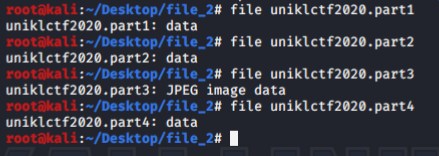 root@kali:~/Desktop/file_2# file uniklctf2020.part1
uniklctf2020.part1: data
root@kali:~/Desktop/file_2# file uniklctf2020.part2
uniklctf2020.part2: data
root@kali:~/Desktop/file_2# file uniklctf2020.part3
uniklctf2020.part3: JPEG image data
root@kali:~/Desktop/file_2# file uniklctf2020.part4
uniklctf2020.part4: data
root@kali:~/Desktop/file_2#